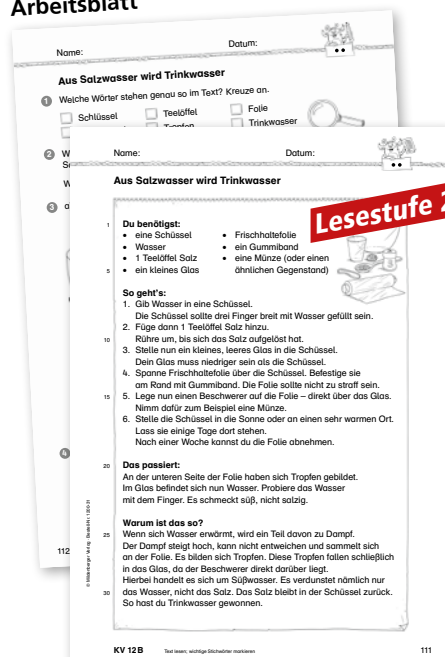 Arbeitsblatt
Name:
Datum:
Aus Salzwasser wird Trinkwasser
1 Welche Wörter stehen genau so im Text? Kreuze an.
Schlüssel
Teelöffel
Folie
Trinkwasser
2 W
3
4
112
Name:
Datum:
Aus Salzwasser wird Trinkwasser
Lesestufe 2
1 Du benötigt:
• eine Schüssel
• Wasser
• 1 Teelöffel Salz
5 • ein kleines Glas
• Frischhaltefolie
• ein Gummiband
• eine Münze (oder einen
ähnlichen Gegenstand)
So geht's:
1. Gib Wasser in eine Schüssel.
Die Schüssel sollte drei Finger breit mit Wasser gefüllt sein.
2. Füge dann 1 Teelöffel Salz hinzu.
10 Rühre um, bis sich das Salz aufgelöst hat.
3. Stelle nun ein kleines, leeres Glas in die Schüssel.
Dein Glas muss niedriger sein als die Schüssel.
4. Spanne Frischhaltefolie über die Schüssel. Befestige sie
am Rand mit Gummiband. Die Folie sollte nicht zu straff sein.
15 5. Lege nun einen Beschwerer auf die Folie – direkt über das Glas.
Nimm dafür zum Beispiel eine Münze.
6. Stelle die Schüssel in die Sonne oder an einen sehr warmen Ort.
Lass sie einige Tage dort stehen.
Nach einer Woche kannst du die Folie abnehmen.
20 Das passiert:
An der unteren Seite der Folie haben sich Tropfen gebildet.
Im Glas befindet sich nun Wasser. Probiere das Wasser
mit dem Finger. Es schmeckt süß, nicht salzig.
Warum ist das so?
25 Wenn sich Wasser erwärmt, wird ein Teil davon zu Dampf.
Der Dampf steigt hoch, kann nicht entweichen und sammelt sich
an der Folie. Es bilden sich Tropfen. Diese Tropfen fallen schließlich
in das Glas, da der Beschwerer direkt darüber liegt.
Hierbei handelt es sich um Süßwasser. Es verdunstet nämlich nur
30 das Wasser, nicht das Salz. Das Salz bleibt in der Schüssel zurück.
So hast du Trinkwasser gewonnen.
KV 12 B
Text lesen, wichtige Stichwörter markieren
111